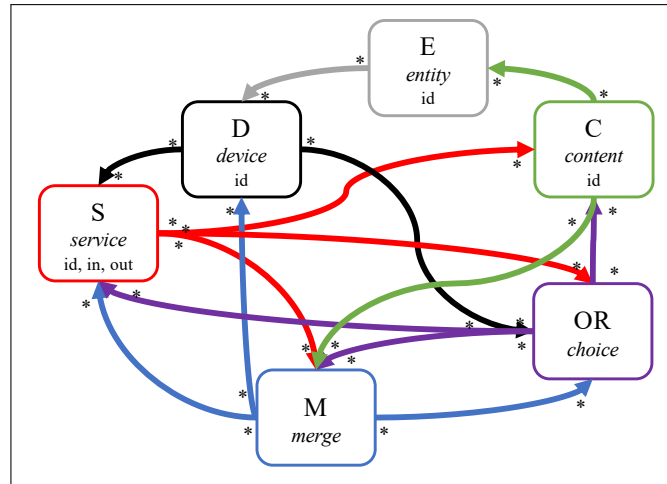 E
entity
id
D
device
id
C
content
id
S
service
id, in, out
OR
choice
M
merge
* * * * * * * * * * * * * * * * * * * * * * * * * *